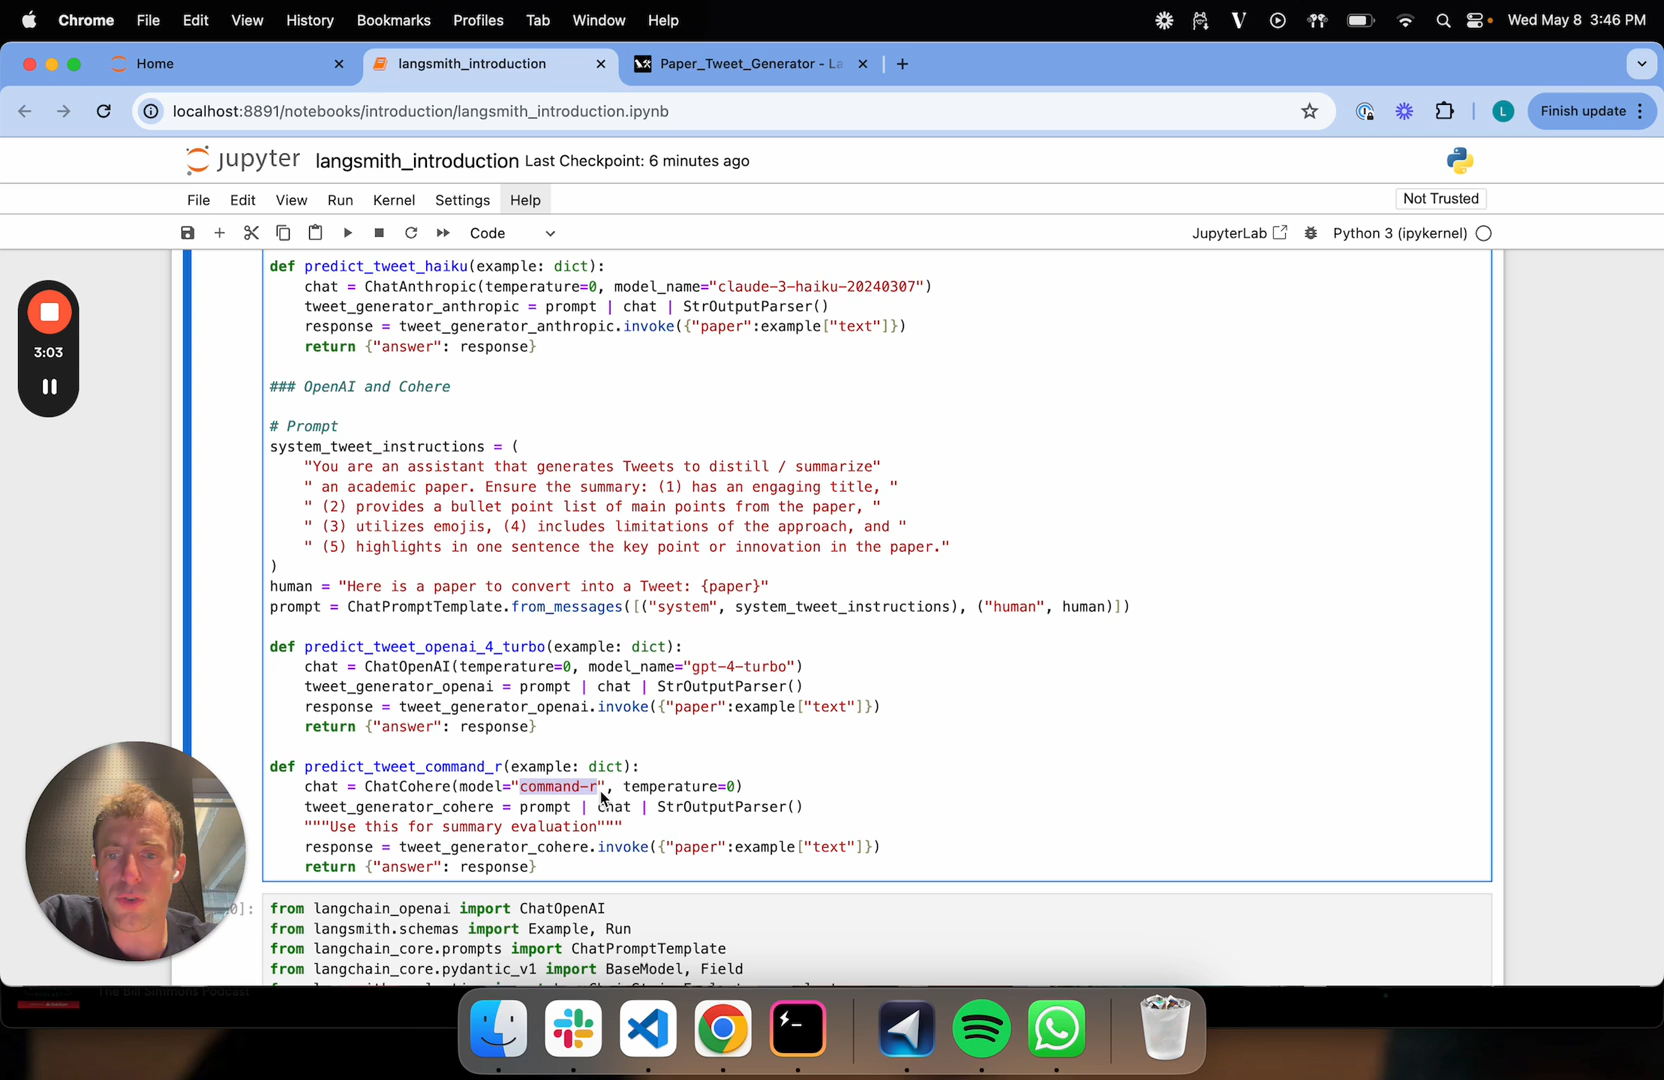 Chrome File Edit View History Bookmarks Profiles Tab Window Help
Wed May 8 3:46 PM
Home
langsmith_introduction
Paper_Tweet_Generator - La
localhost:8891/notebooks/introduction/langsmith_introduction.ipynb
L
Finish update
jupyter langsmith_introduction Last Checkpoint: 6 minutes ago
File Edit View Run Kernel Settings Help
Not Trusted
Code
JupyterLab
Python 3 (ipykernel)
3:03
def predict_tweet_haiku(example: dict):
    chat = ChatAnthropic(temperature=0, model_name="claude-3-haiku-20240307")
    tweet_generator_anthropic = prompt | chat | StrOutputParser()
    response = tweet_generator_anthropic.invoke({"paper":example["text"]})
    return {"answer": response}
### OpenAI and Cohere
# Prompt
system_tweet_instructions = (
    "You are an assistant that generates Tweets to distill / summarize"
    " an academic paper. Ensure the summary: (1) has an engaging title, "
    " (2) provides a bullet point list of main points from the paper, "
    " (3) utilizes emojis, (4) includes limitations of the approach, and "
    " (5) highlights in one sentence the key point or innovation in the paper."
)
human = "Here is a paper to convert into a Tweet: {paper}"
prompt = ChatPromptTemplate.from_messages([("system", system_tweet_instructions), ("human", human)])
def predict_tweet_openai_4_turbo(example: dict):
    chat = ChatOpenAI(temperature=0, model_name="gpt-4-turbo")
    tweet_generator_openai = prompt | chat | StrOutputParser()
    response = tweet_generator_openai.invoke({"paper":example["text"]})
    return {"answer": response}
def predict_tweet_command_r(example: dict):
    chat = ChatCohere(model="command-r", temperature=0)
    tweet_generator_cohere = prompt | chat | StrOutputParser()
    """Use this for summary evaluation"""
    response = tweet_generator_cohere.invoke({"paper":example["text"]})
    return {"answer": response}
0]:
from langchain_openai import ChatOpenAI
from langsmith.schemas import Example, Run
from langchain_core.prompts import ChatPromptTemplate
from langchain_core.pydantic_v1 import BaseModel, Field
The Bill Simmons Podcast